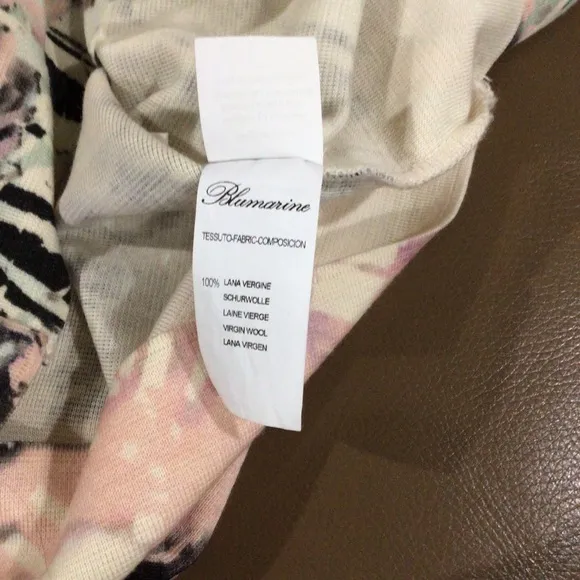 Blumarine
TESSUTO-FABRIC-COMPOSICION
100% LANA VERGINE
SCHURWOLLE
LAINE VIERGE
VIRGIN WOOL
LANA VIRGEN